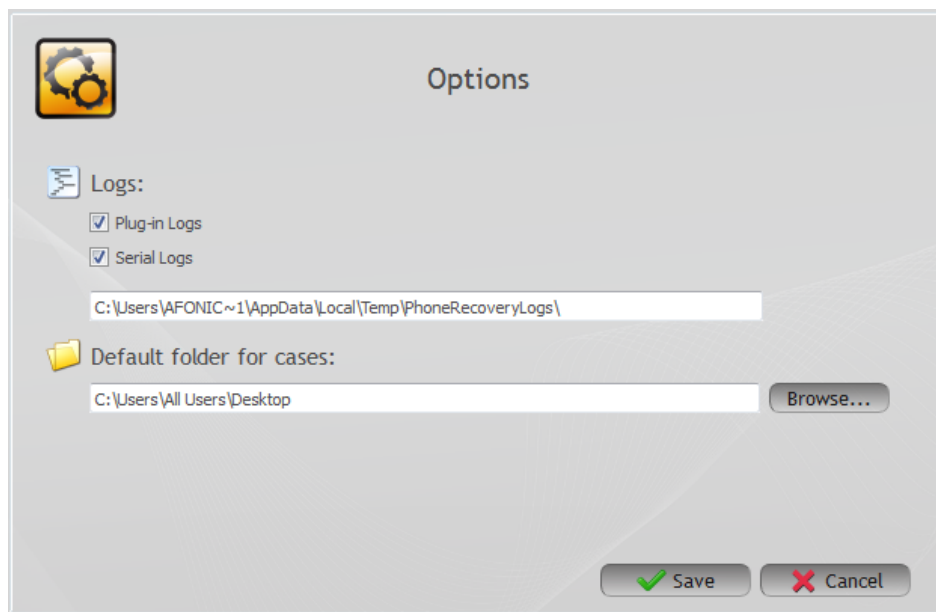 Options
Logs:
Plug-in Logs
Serial Logs
C:\Users\AFONIC~1\AppData\Local\Temp\PhoneRecoveryLogs\
Default folder for cases:
C:\Users\All Users\Desktop
Browse...
Save
Cancel